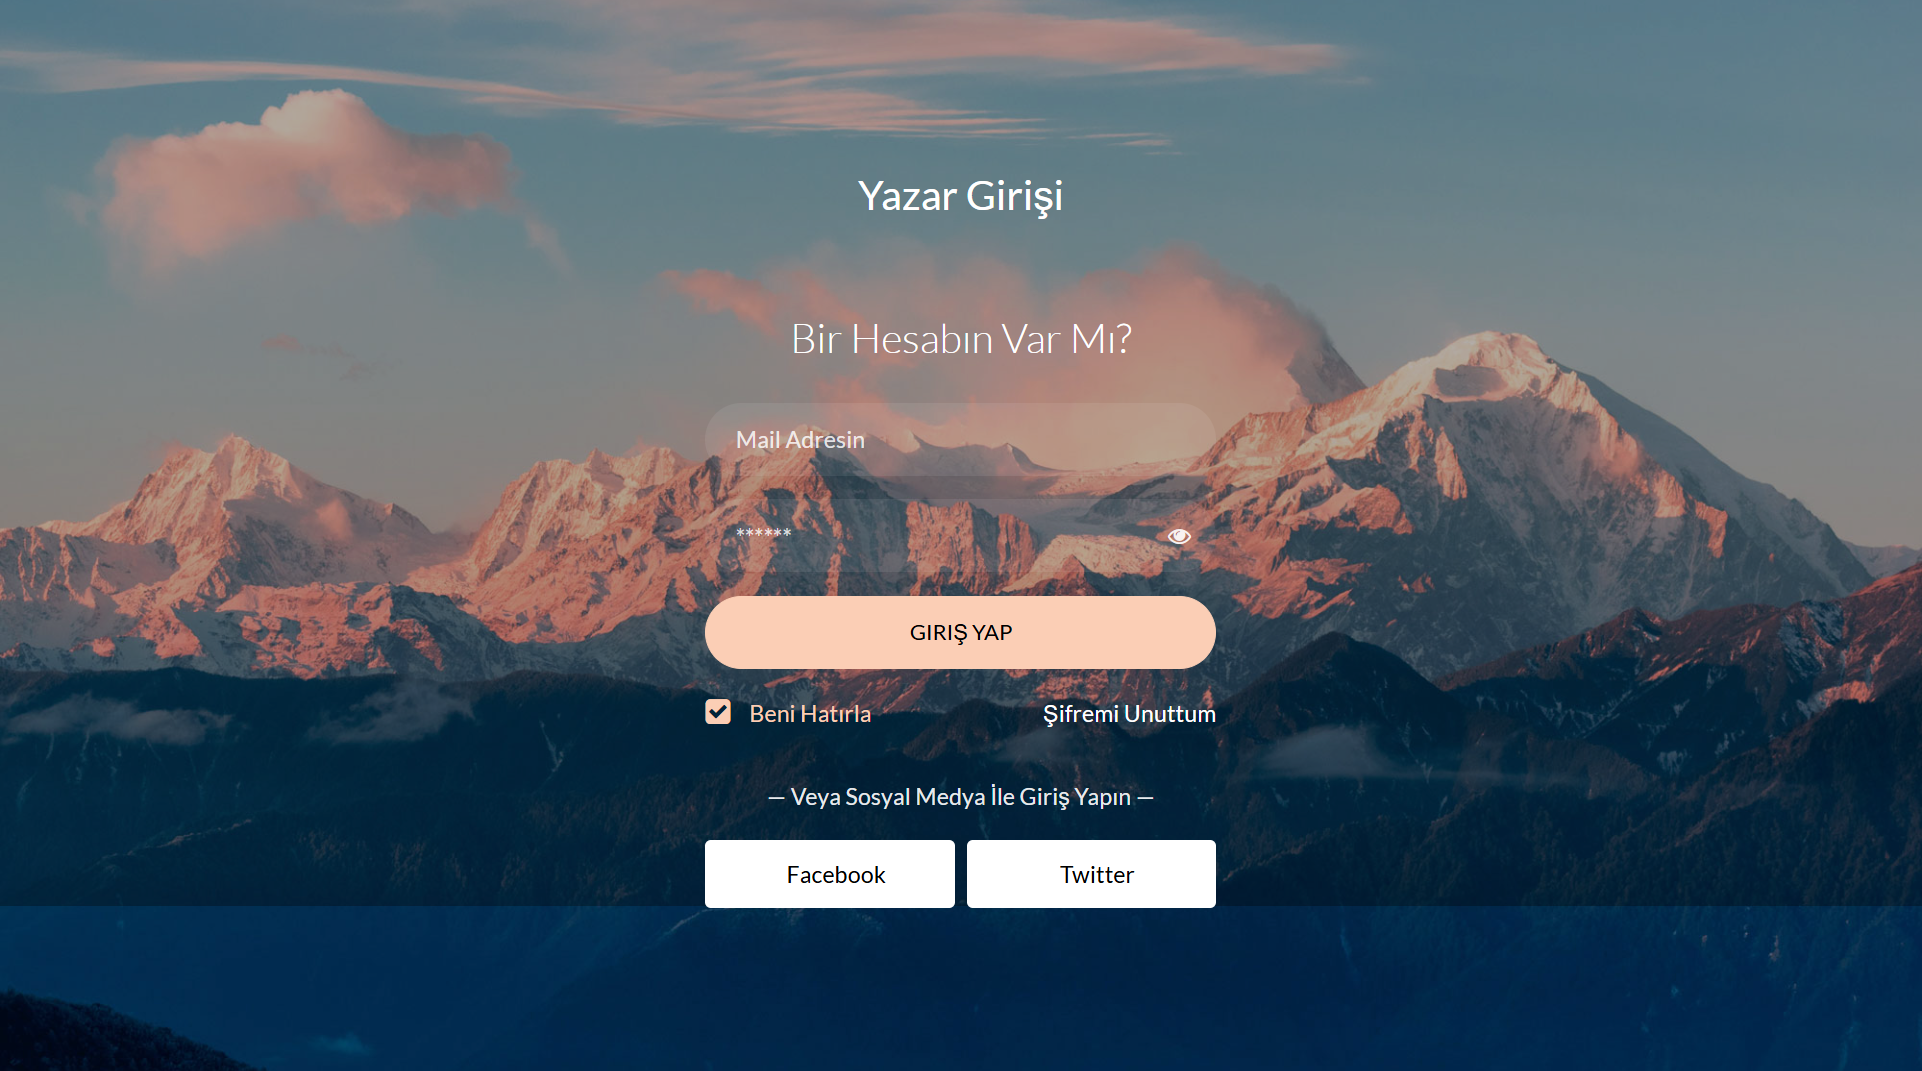 Yazar Girişi
Bir Hesabın Var Mı?
Mail Adresin
******
GIRIŞ YAP
Beni Hatırla
Şifremi Unuttum
— Veya Sosyal Medya İle Giriş Yapın —
Facebook
Twitter